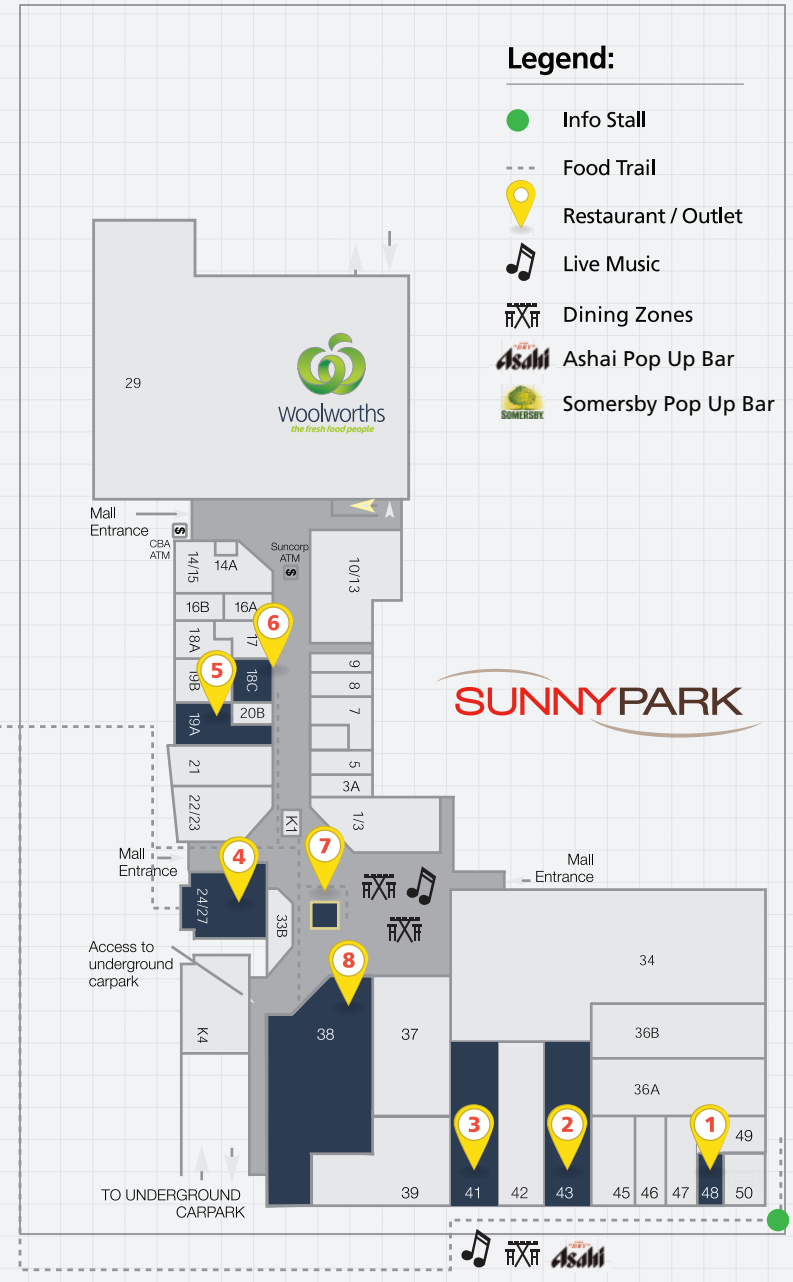 Legend:
Info Stall
Food Trail
Restaurant / Outlet
Live Music
Dining Zones
"DRY"
Asahi
Ashai Pop Up Bar
SOMERSBY
Somersby Pop Up Bar
29
Woolworths
the fresh food people
Mall
Entrance
$
CBA
ATM
Suncorp
ATM
$
14/15
14A
10/13
16B
16A
6
18A
17
9
5
19B
18C
8
SUNNYPARK
19A
20B
7
21
5
3A
22/23
K1
1/3
7
4
Mall
Entrance
Mall
Entrance
24/27
33B
Access to
underground
carpark
8
34
K4
38
37
36B
36A
3
2
1
49
TO UNDERGROUND
CARPARK
39
41
42
43
45
46
47
48
50
"DRY"
Asahi